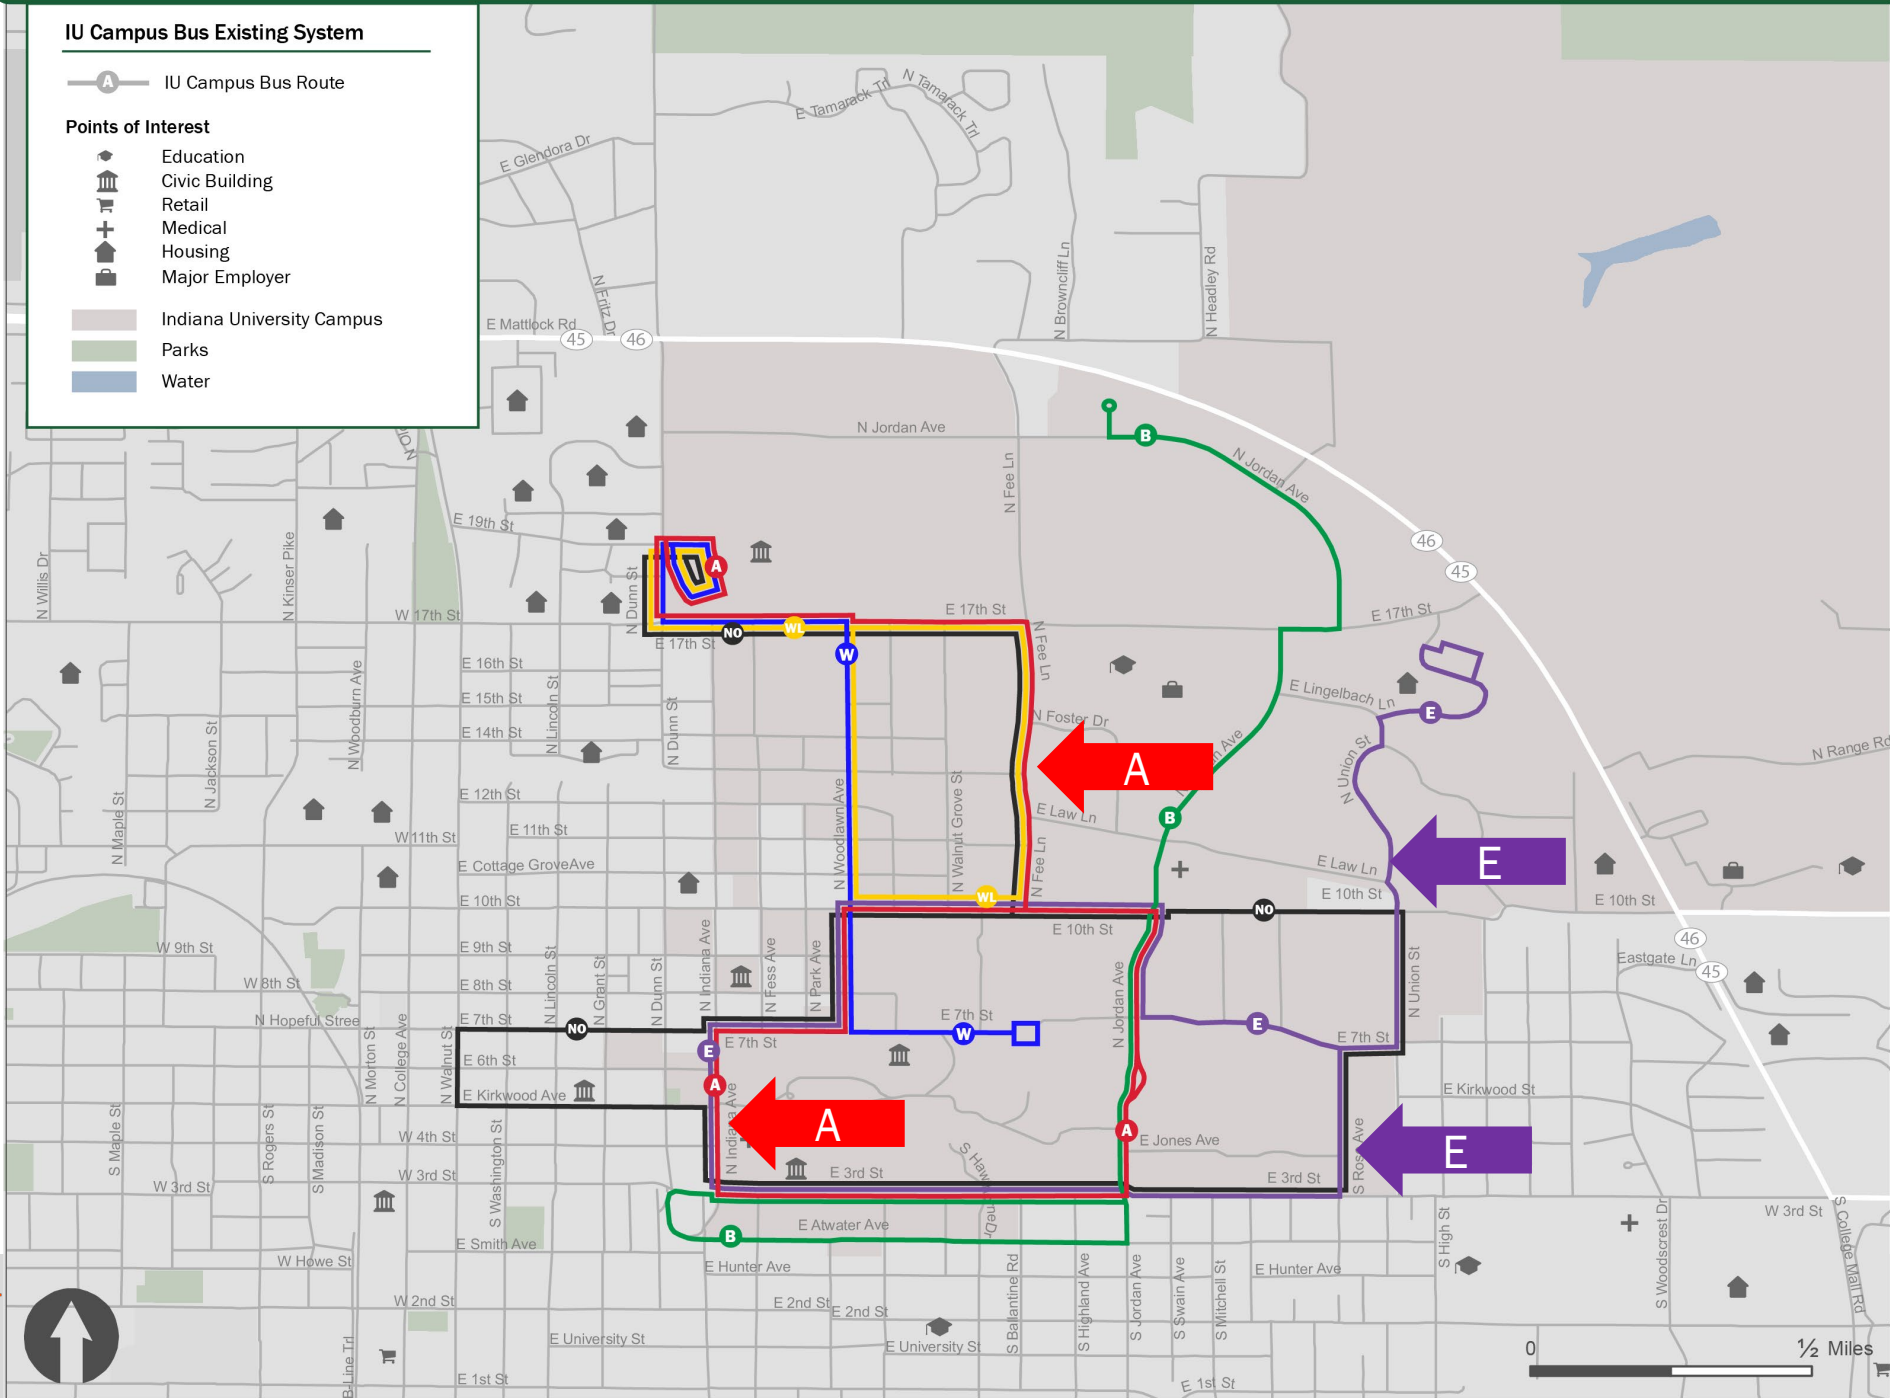 IU Campus Bus Existing System
A IU Campus Bus Route
Points of Interest
Education
Civic Building
Retail
Medical
Housing
Major Employer
Indiana University Campus
Parks
Water
E Tamarack Trl
N Tamarack Trl
E Glendora Dr
N Fritz Dr
N Browncliff Ln
N Headley Rd
E Mattlock Rd
45
46
N Jordan Ave
B
N Jordan Ave
N Fee Ln
E 19th St
46
45
N Willis Dr
N Kinser Pike
N Dunn St
A
W 17th St
E 17th St
E 17th St
NO
WL
E 17th St
W
N Fee Ln
E 16th St
E 15th St
E 14th St
N Lincoln St
N Dunn St
N Woodburn Ave
N Jackson St
N Foster Dr
E Lingelbach Ln
E
N Union St
N Range Rd
A
E 12th St
E 11th St
W11th St
N Maple St
E Cottage GroveAve
N Woodlawn Ave
N Walnut Grove St
E Law Ln
N Fee Ln
B
E Law Ln
E
E 10th St
WL
E 10th St
NO
E 10th St
E 10th St
46
45
Eastgate Ln
W 9th St
E 9th St
W 8th St
E 8th St
N Lincoln St
N Grant St
N Dunn St
N Indiana Ave
N Fess Ave
N Park Ave
N Jordan Ave
N Union St
N Hopeful Stree
E 7th St
NO
E 7th St
W
E 7th St
E
E 7th St
E
E 6th St
A
E Kirkwood Ave
E Kirkwood St
N Morton St
N College Ave
N Walnut St
N Indiana Ave
A
A
E Jones Ave
E
S Rose Ave
S Maple St
S Rogers St
S Madison St
W 4th St
W 3rd St
W 3rd St
S Washington St
E 3rd St
E 3rd St
W 3rd St
E Atwater Ave
B
E Smith Ave
W Howe St
E Hunter Ave
E Hunter Ave
S Ballantine Rd
S Highland Ave
S Jordan Ave
S Swain Ave
S Mitchell St
S High St
S Woodscrest Dr
S College Mall Rd
W 2nd St
E 2nd St
E 2nd St
E University St
E University St
B-Line Trl
E 1st St
E 1st St
0 ½ Miles